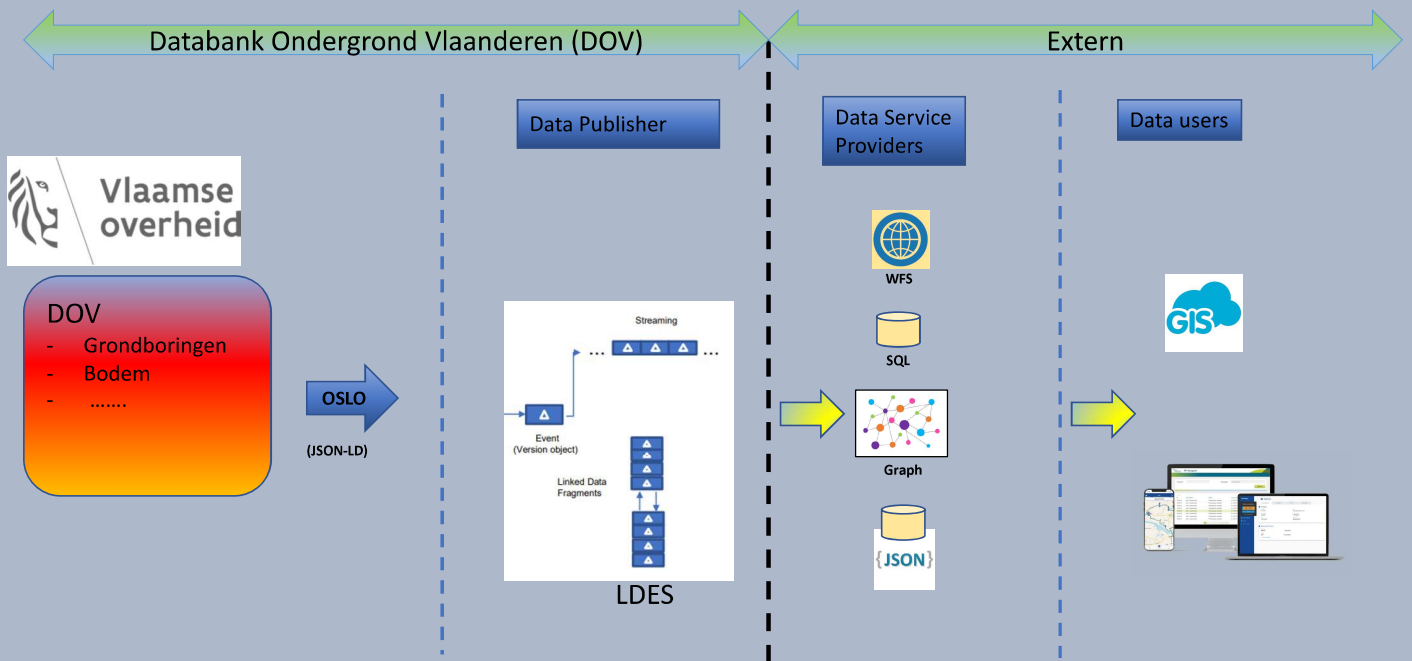 Databank Ondergrond Vlaanderen (DOV)
Extern
Data Publisher
Data Service
Providers
Data users
Vlaamse
overheid
DOV
- Grondboringen
- Bodem
- .......
OSLO
(JSON-LD)
Streaming
...
...
Event
(Version object)
Linked Data
Fragments
LDES
WFS
SQL
Graph
{JSON}
GIS